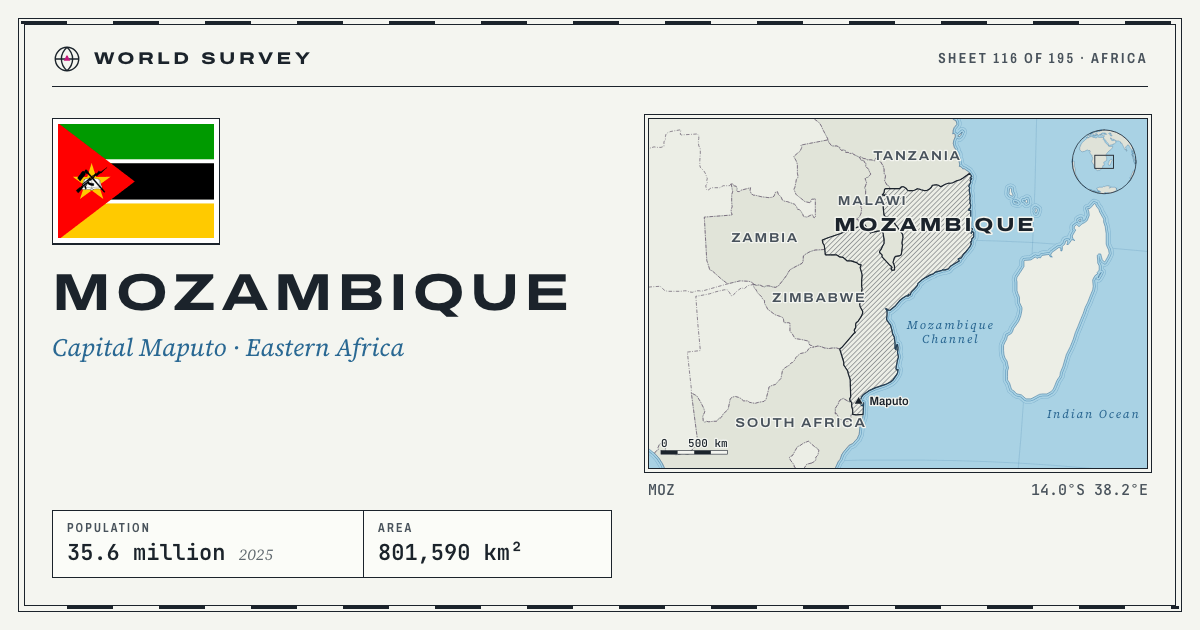 WORLD SURVEY
SHEET 116 OF 195 · AFRICA
MOZAMBIQUE
Capital Maputo · Eastern Africa
TANZANIA
MALAWI
MOZAMBIQUE
ZAMBIA
ZIMBABWE
Mozambique
Channel
Maputo
Indian Ocean
SOUTH AFRICA
0 500 km
MOZ
14.0°S 38.2°E
POPULATION
35.6 million 2025
AREA
801,590 km²